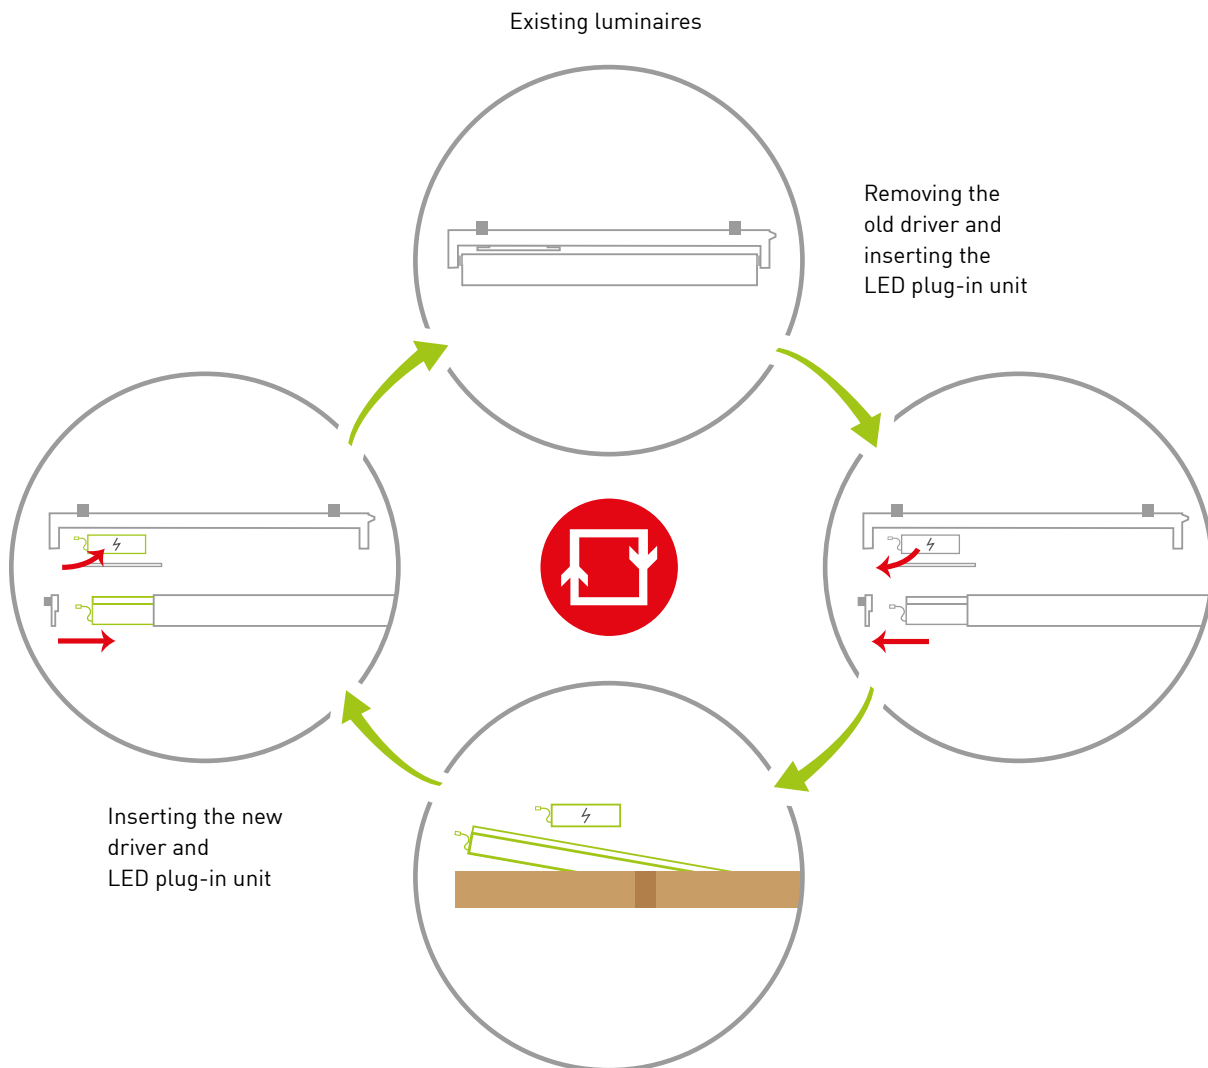 Existing luminaires
Removing the
old driver and
inserting the
LED plug-in unit
Inserting the new
driver and
LED plug-in unit